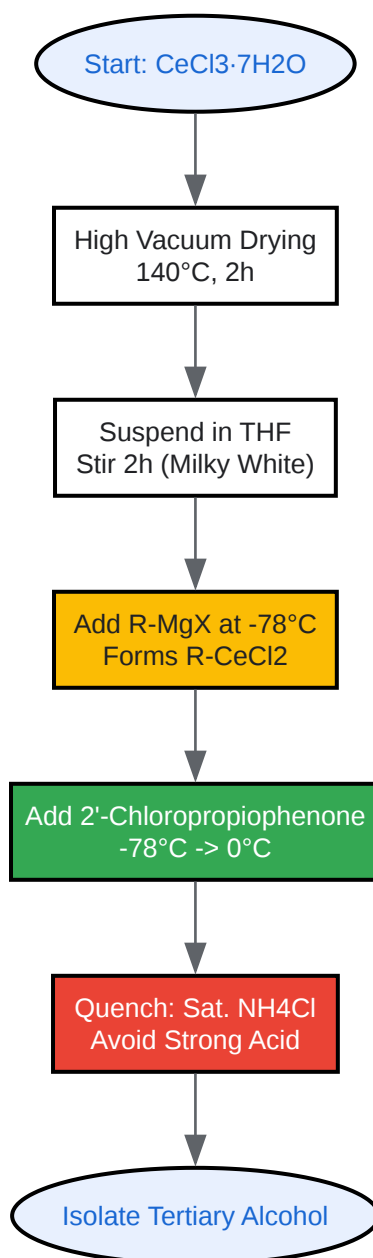 Start: CeCl3·7H2O
High Vacuum Drying
140°C, 2h
Suspend in THF
Stir 2h (Milky White)
Add R-MgX at -78°C
Forms R-CeCl2
Add 2'-Chloropropiophenone
-78°C -> 0°C
Quench: Sat. NH4Cl
Avoid Strong Acid
Isolate Tertiary Alcohol